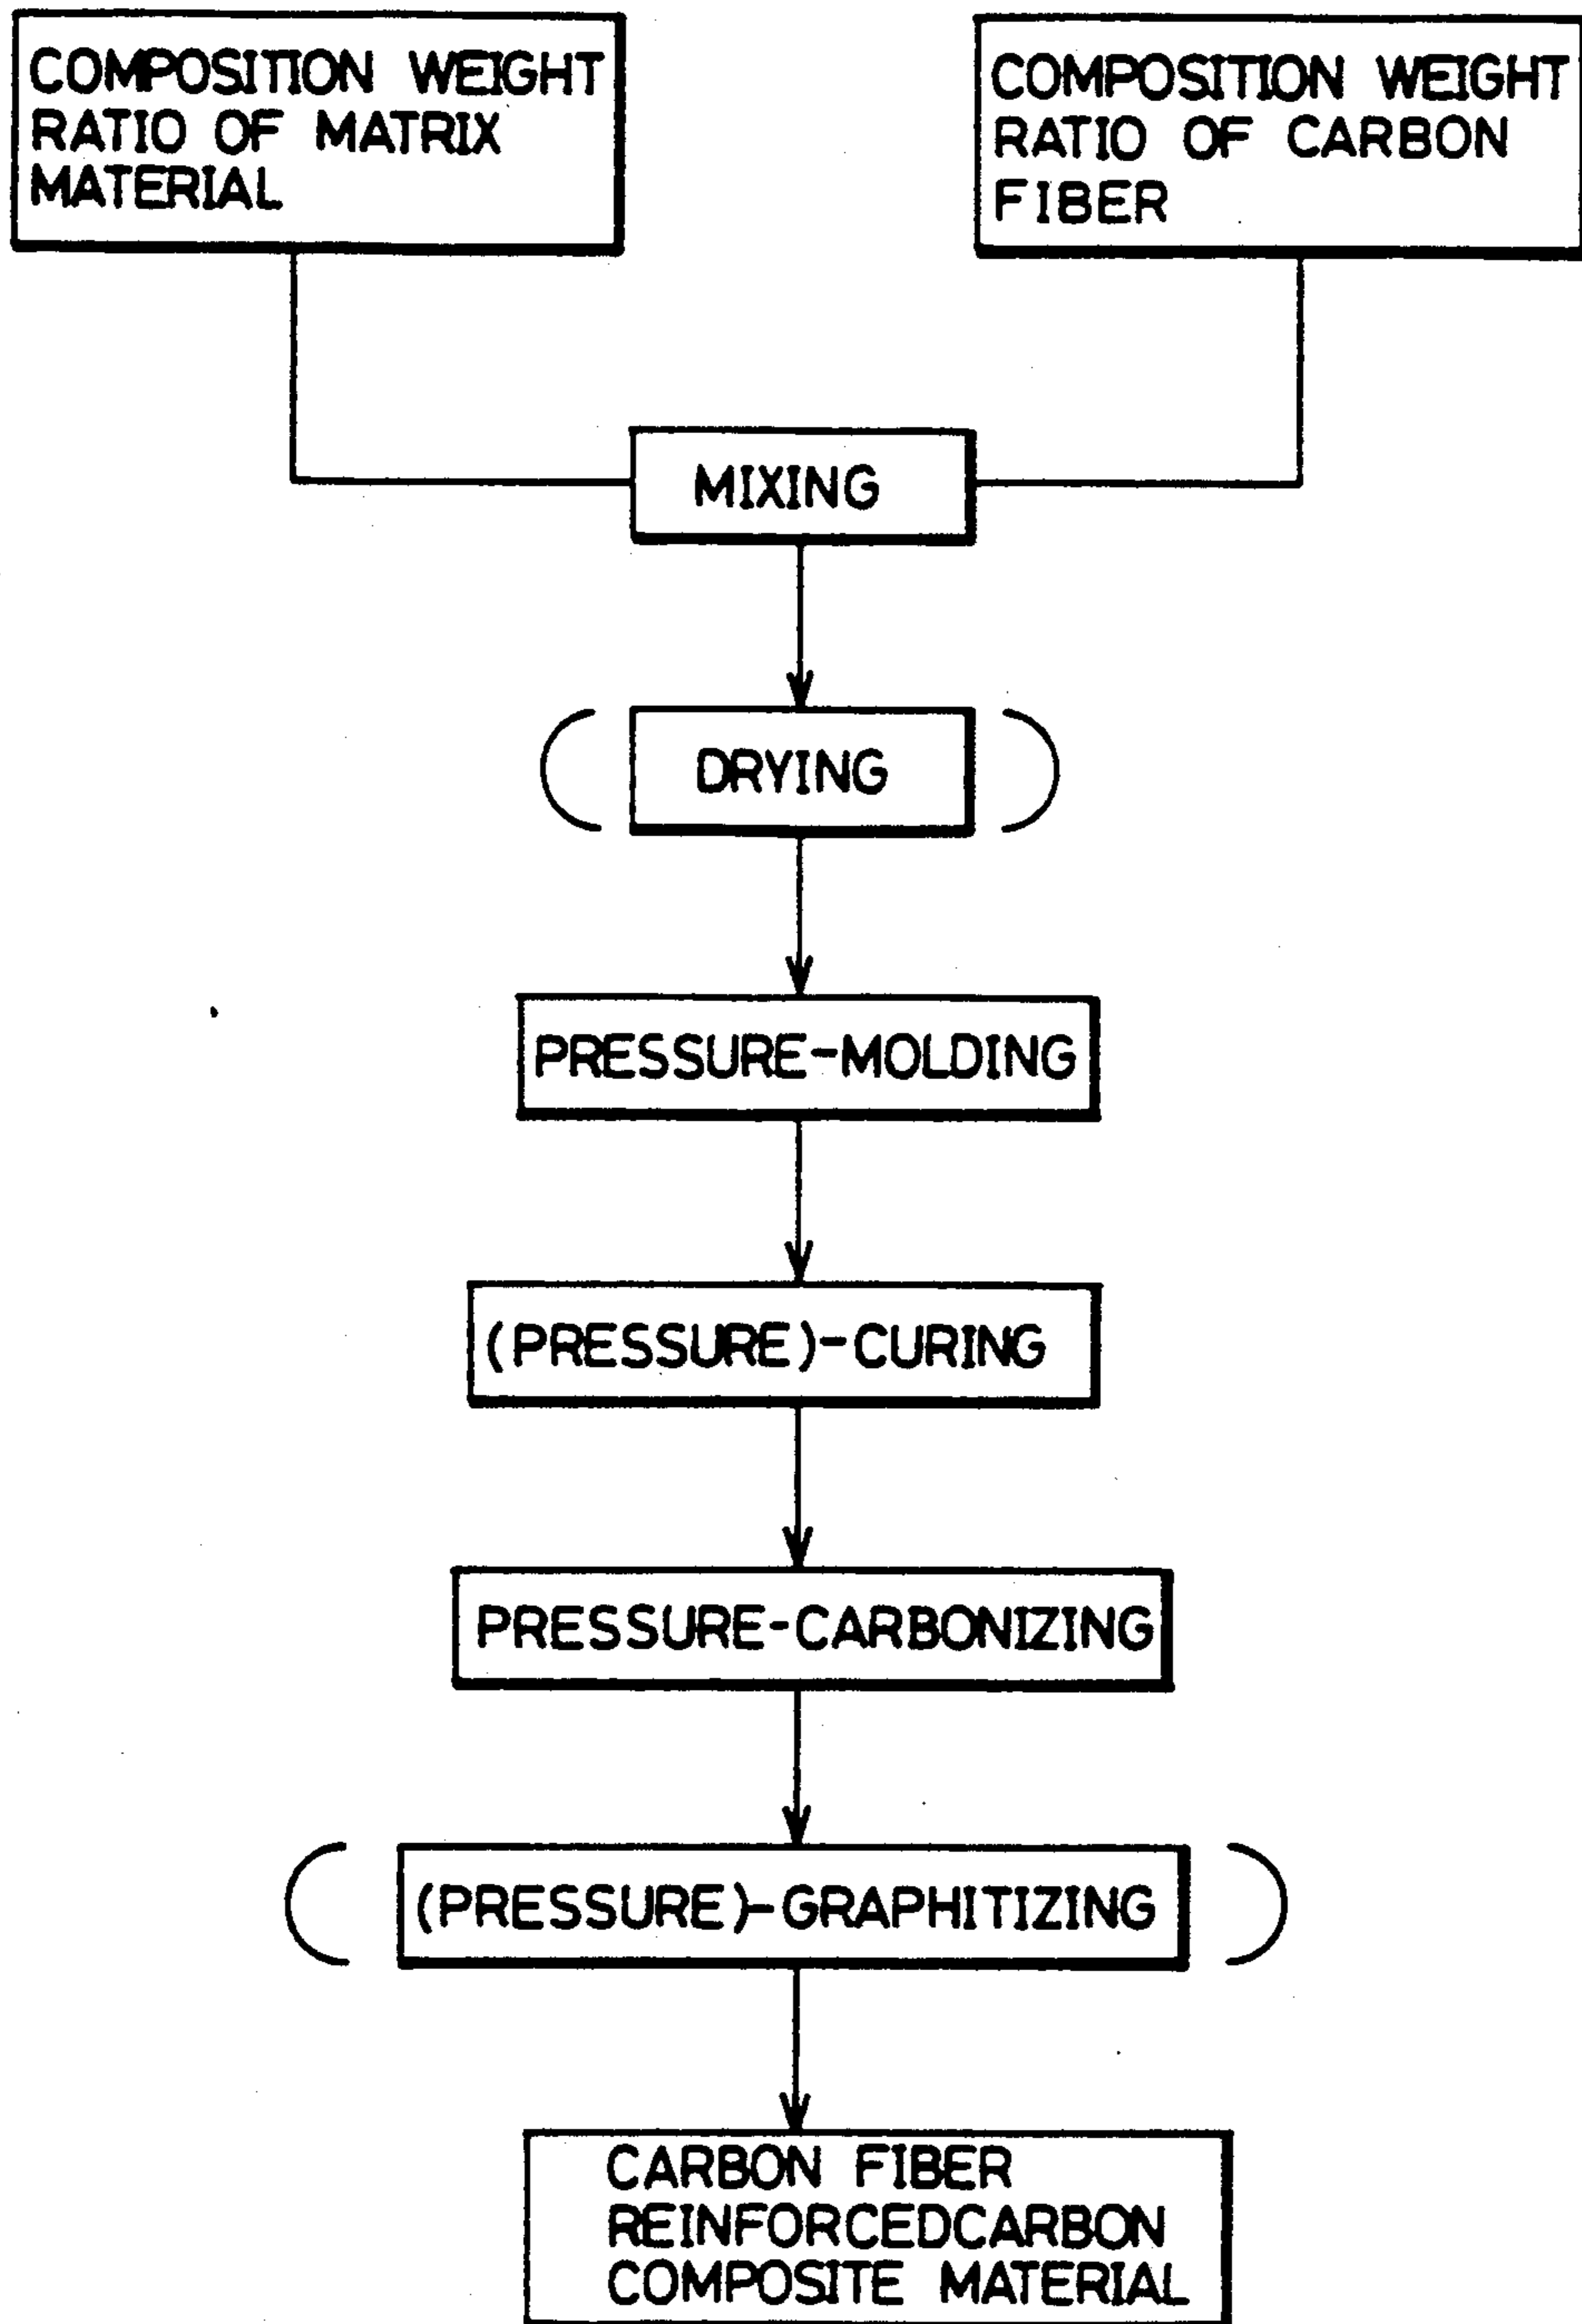 COMPOSITION WEIGHT
RATIO OF MATRIX
MATERIAL
COMPOSITION WEIGHT
RATIO OF CARBON
FIBER
MIXING
( DRYING )
PRESSURE-MOLDING
(PRESSURE)-CURING
PRESSURE-CARBONIZING
( (PRESSURE)-GRAPHITIZING )
CARBON FIBER
REINFORCEDCARBON
COMPOSITE MATERIAL